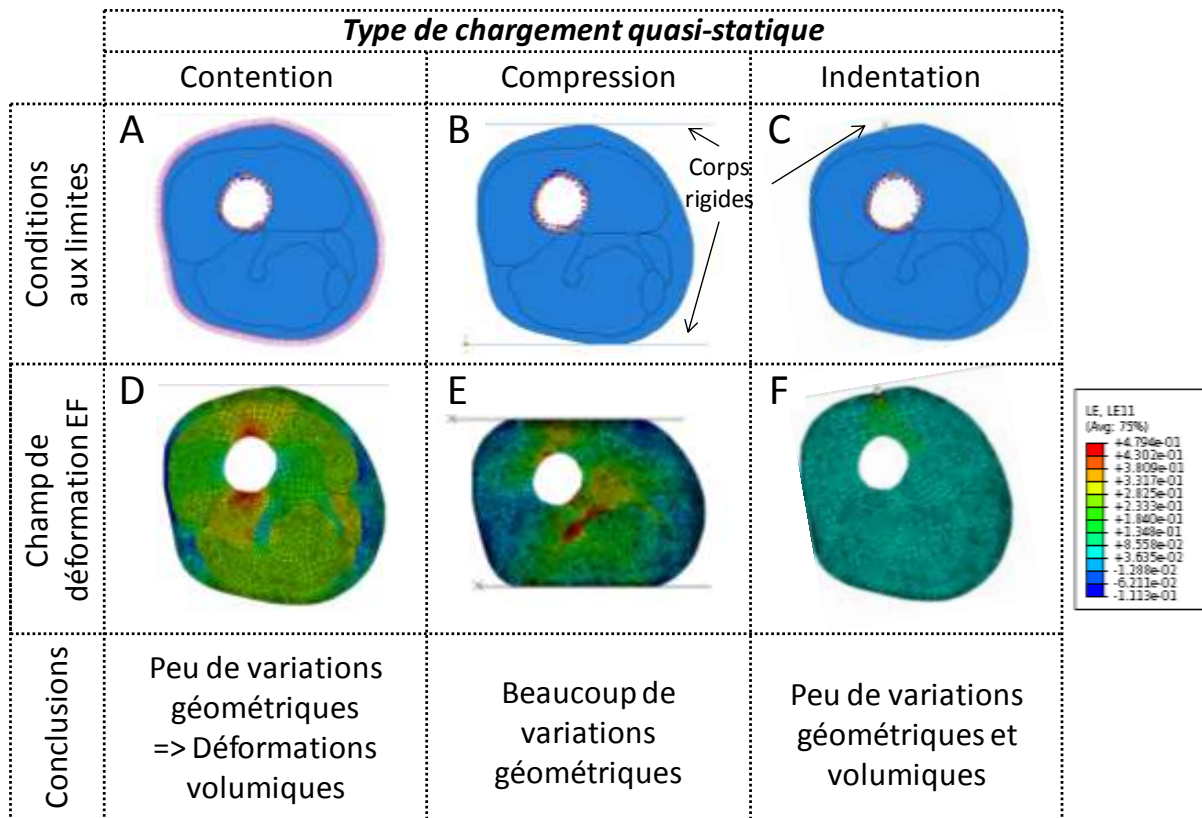 Type de chargement quasi-statique
Contention
Compression
Indentation
Conditions
aux limites
A
B
C
Corps
rigides
Champ de
déformation EF
D
E
F
LE, LE11
(Avg: 75%)
+4.794e-01
+4.302e-01
+3.809e-01
+3.317e-01
+2.825e-01
+2.333e-01
+1.840e-01
+1.348e-01
+8.558e-02
+3.635e-02
-1.288e-02
-6.211e-02
-1.113e-01
Conclusions
Peu de variations
géométriques
=> Déformations
volumiques
Beaucoup de
variations
géométriques
Peu de variations
géométriques et
volumiques